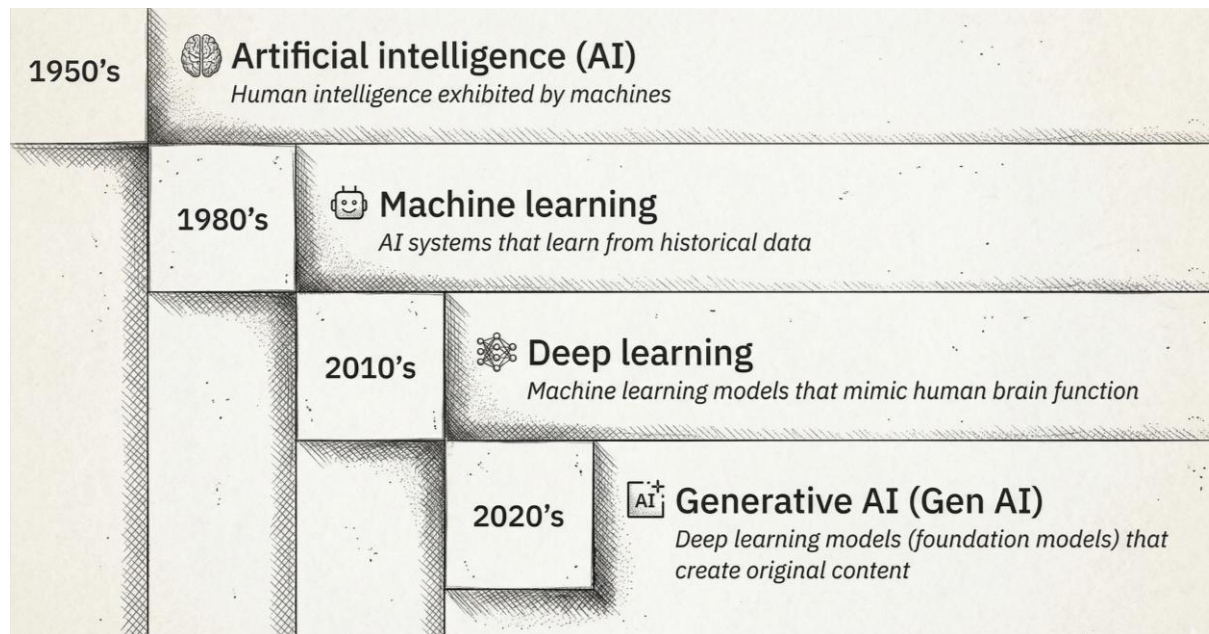 1950’s
Artificial intelligence (AI)
Human intelligence exhibited by machines
1980’s
Machine learning
AI systems that learn from historical data
2010’s
Deep learning
Machine learning models that mimic human brain function
2020’s
AI
Generative AI (Gen AI)
Deep learning models (foundation models) that
create original content